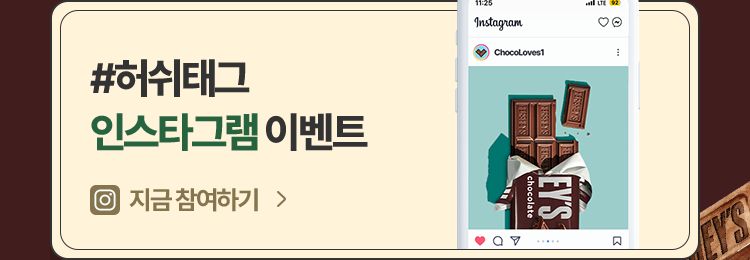 #허쉬태그
인스타그램 이벤트
지금 참여하기
11:25
LTE 92
Instagram
ChocoLoves1
EY'S
chocolate
EY'S